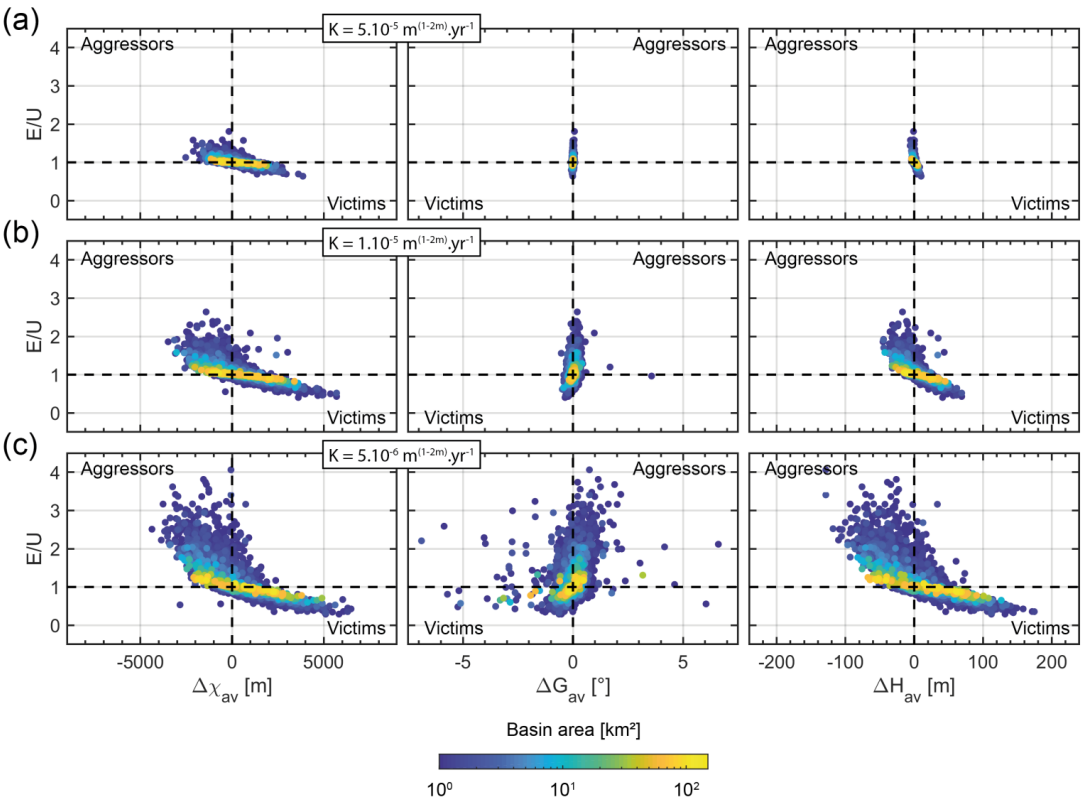 (a)
K = 5.10⁻⁵ m⁽¹⁻²ᵐ⁾.yr⁻¹
Aggressors
Aggressors
Aggressors
4
3
2
1
0
E/U
Victims
Victims
Victims
(b)
K = 1.10⁻⁵ m⁽¹⁻²ᵐ⁾.yr⁻¹
Aggressors
Aggressors
Aggressors
4
3
2
1
0
E/U
Victims
Victims
Victims
(c)
K = 5.10⁻⁶ m⁽¹⁻²ᵐ⁾.yr⁻¹
Aggressors
Aggressors
Aggressors
4
3
2
1
0
E/U
Victims
Victims
Victims
-5000 0 5000
-5 0 5
-200 -100 0 100 200
Δχav [m]
ΔGav [°]
ΔHav [m]
Basin area [km²]
10⁰ 10¹ 10²